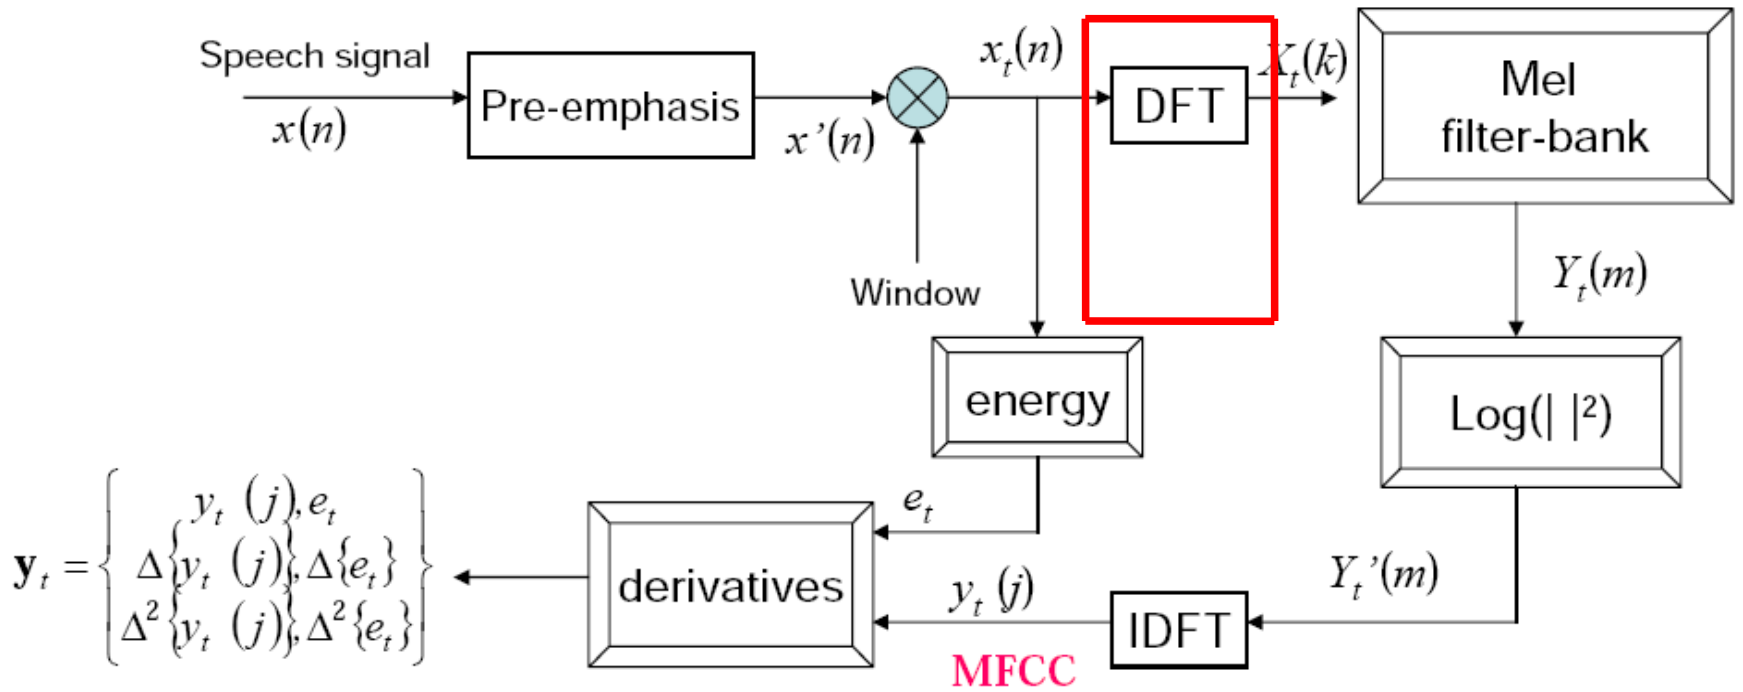 Speech signal
x(n)
Pre-emphasis
x'(n)
Window
x_t(n)
DFT
X_t(k)
Mel
filter-bank
Y_t(m)
Log(| |²)
energy
e_t
Y_t'(m)
IDFT
y_t (j)
MFCC
derivatives
y_t = {
y_t (j), e_t
Δ{y_t (j)}, Δ{e_t}
Δ²{y_t (j)}, Δ²{e_t}
}